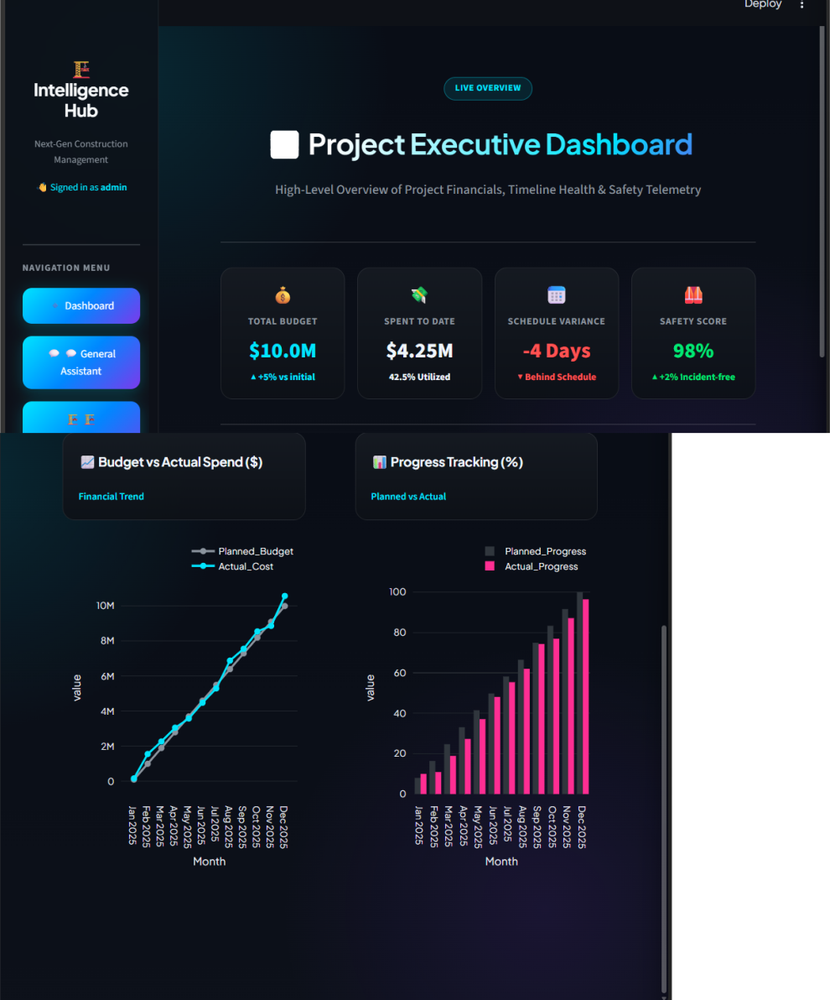 Deploy
Intelligence
Hub
Next-Gen Construction
Management
👋 Signed in as admin
NAVIGATION MENU
Dashboard
💬 💬 General
Assistant
LIVE OVERVIEW
Project Executive Dashboard
High-Level Overview of Project Financials, Timeline Health & Safety Telemetry
TOTAL BUDGET
$10.0M
▲ +5% vs initial
SPENT TO DATE
$4.25M
42.5% Utilized
SCHEDULE VARIANCE
-4 Days
▼ Behind Schedule
SAFETY SCORE
98%
▲ +2% Incident-free
📈 Budget vs Actual Spend ($)
Financial Trend
Planned_Budget
Actual_Cost
10M
8M
6M
4M
2M
0
value
Jan 2025
Feb 2025
Mar 2025
Apr 2025
May 2025
Jun 2025
Jul 2025
Aug 2025
Sep 2025
Oct 2025
Nov 2025
Dec 2025
Month
📊 Progress Tracking (%)
Planned vs Actual
Planned_Progress
Actual_Progress
100
80
60
40
20
0
value
Jan 2025
Feb 2025
Mar 2025
Apr 2025
May 2025
Jun 2025
Jul 2025
Aug 2025
Sep 2025
Oct 2025
Nov 2025
Dec 2025
Month